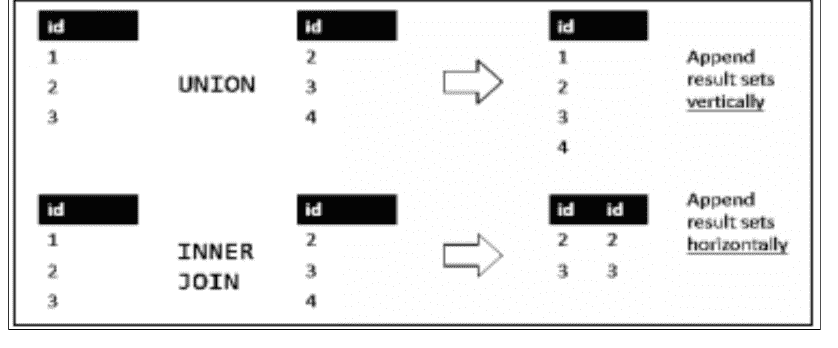 id id id
1 2 1 Append
2 UNION 3 2 result sets
3 4 3 vertically
4
id id id id Append
1 INNER 2 2 2 result sets
2 JOIN 3 3 3 horizontally
3 4